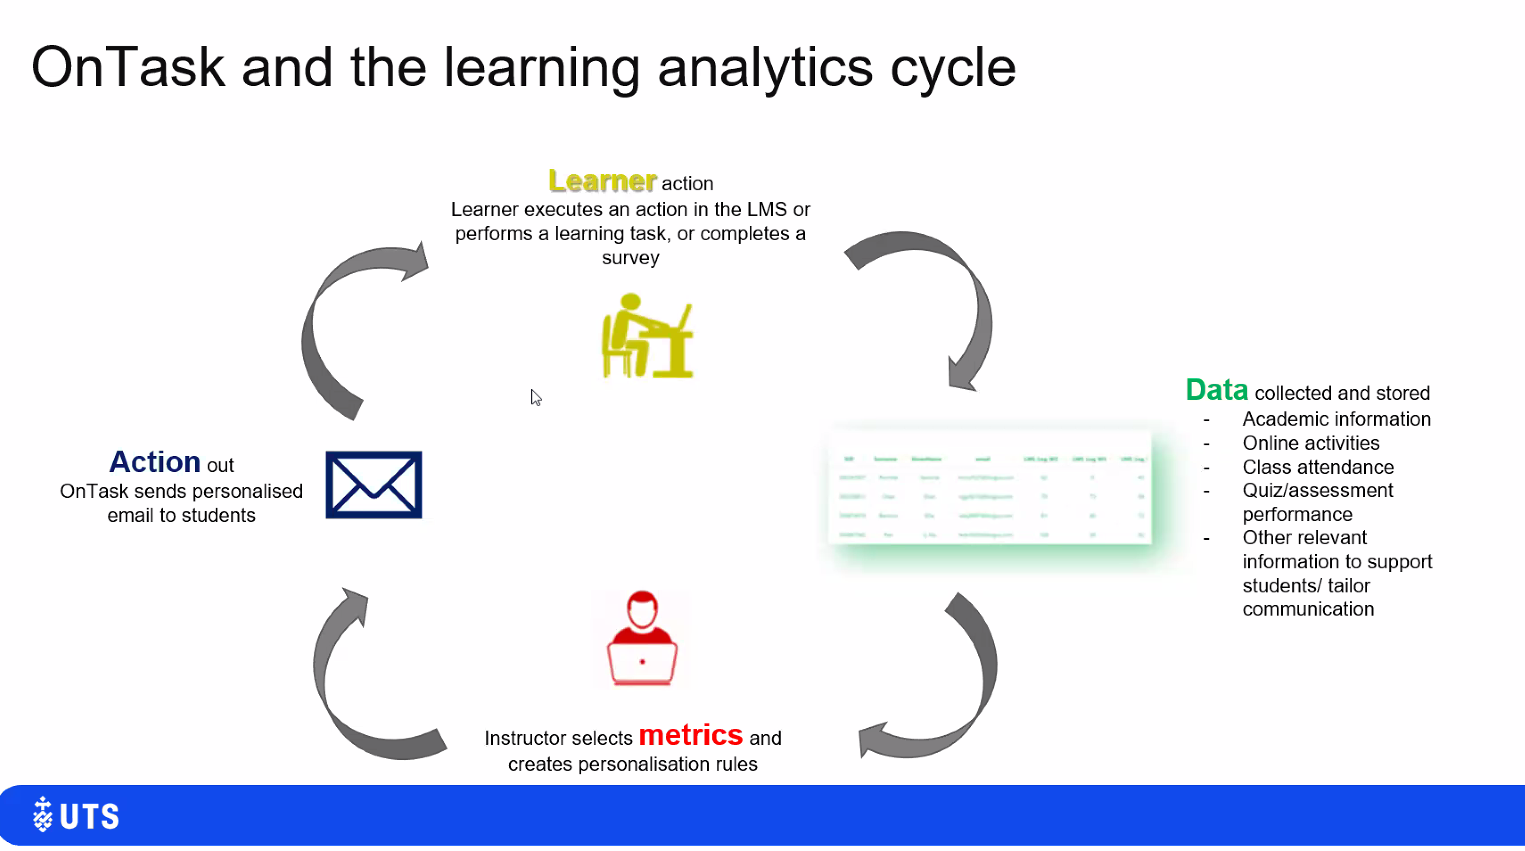 OnTask and the learning analytics cycle
Learner action
Learner executes an action in the LMS or
performs a learning task, or completes a
survey
Data collected and stored
- Academic information
- Online activities
- Class attendance
- Quiz/assessment
performance
- Other relevant
information to support
students/ tailor
communication
Instructor selects metrics and
creates personalisation rules
Action out
OnTask sends personalised
email to students
UTS